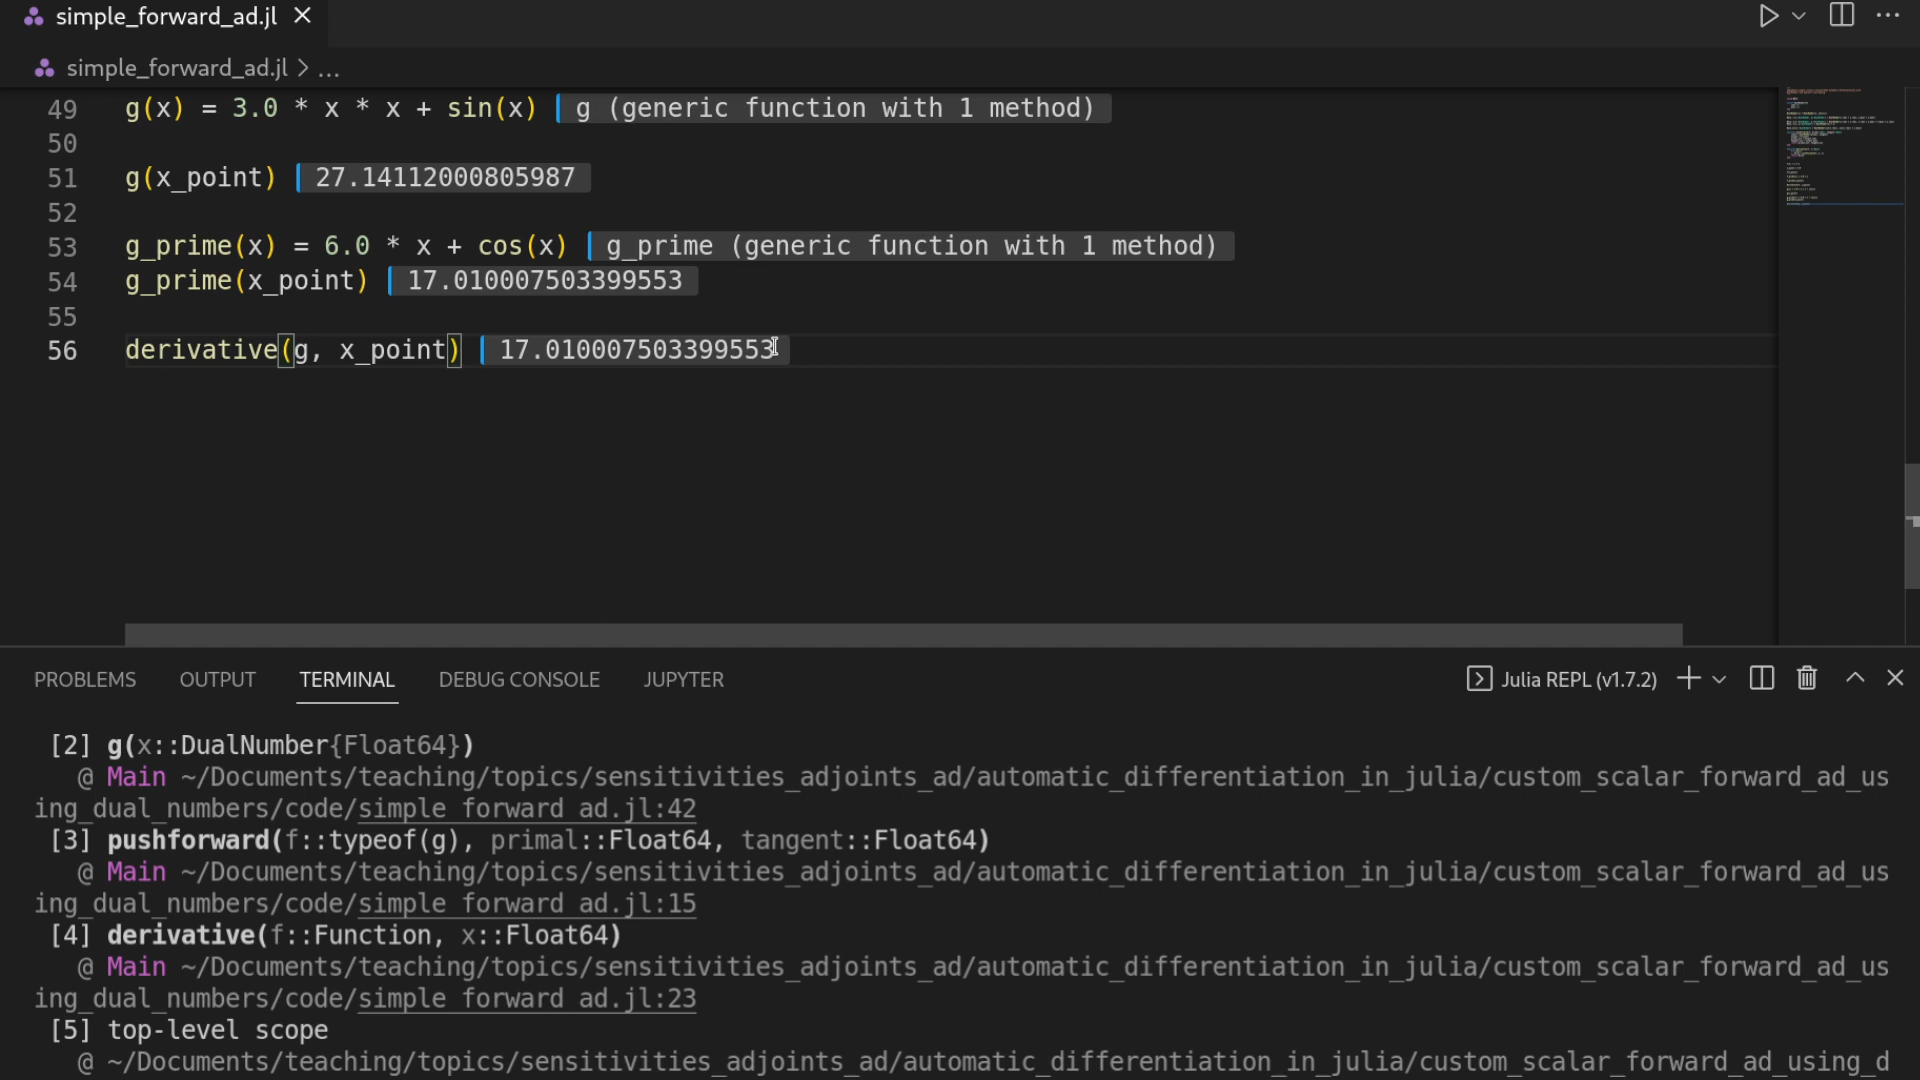 simple_forward_ad.jl
simple_forward_ad.jl > ...
49 g(x) = 3.0 * x * x + sin(x) g (generic function with 1 method)
50
51 g(x_point) 27.14112000805987
52
53 g_prime(x) = 6.0 * x + cos(x) g_prime (generic function with 1 method)
54 g_prime(x_point) 17.010007503399553
55
56 derivative(g, x_point) 17.010007503399553
PROBLEMS OUTPUT TERMINAL DEBUG CONSOLE JUPYTER Julia REPL (v1.7.2)
[2] g(x::DualNumber{Float64})
@ Main ~/Documents/teaching/topics/sensitivities_adjoints_ad/automatic_differentiation_in_julia/custom_scalar_forward_ad_us
ing_dual_numbers/code/simple_forward_ad.jl:42
[3] pushforward(f::typeof(g), primal::Float64, tangent::Float64)
@ Main ~/Documents/teaching/topics/sensitivities_adjoints_ad/automatic_differentiation_in_julia/custom_scalar_forward_ad_us
ing_dual_numbers/code/simple_forward_ad.jl:15
[4] derivative(f::Function, x::Float64)
@ Main ~/Documents/teaching/topics/sensitivities_adjoints_ad/automatic_differentiation_in_julia/custom_scalar_forward_ad_us
ing_dual_numbers/code/simple_forward_ad.jl:23
[5] top-level scope
@ ~/Documents/teaching/topics/sensitivities_adjoints_ad/automatic_differentiation_in_julia/custom_scalar_forward_ad_using_d